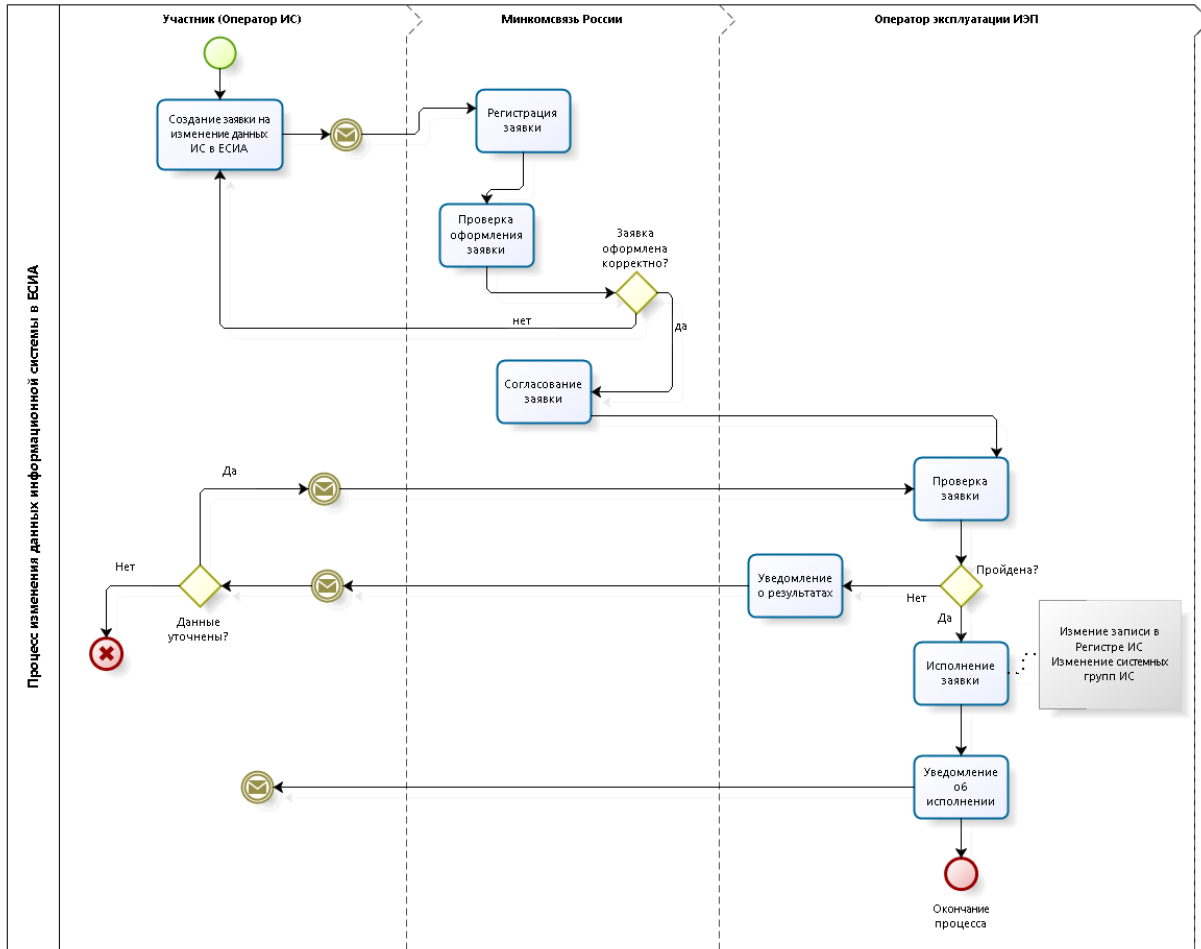 Участник (Оператор ИС)
Минкомсвязь России
Оператор эксплуатации ИЭП
Процесс изменения данных информационной системы в ЕСИА
Создание заявки на
изменение данных
ИС в ЕСИА
Регистрация
заявки
Проверка
оформления
заявки
Заявка
оформлена
корректно?
нет
да
Согласование
заявки
Да
Проверка
заявки
Нет
Данные
уточнены?
Уведомление
о результатах
Пройдена?
Нет
Да
Измение записи в
Регистре ИС
Изменение системных
групп ИС
Исполнение
заявки
Уведомление
об
исполнении
Окончание
процесса